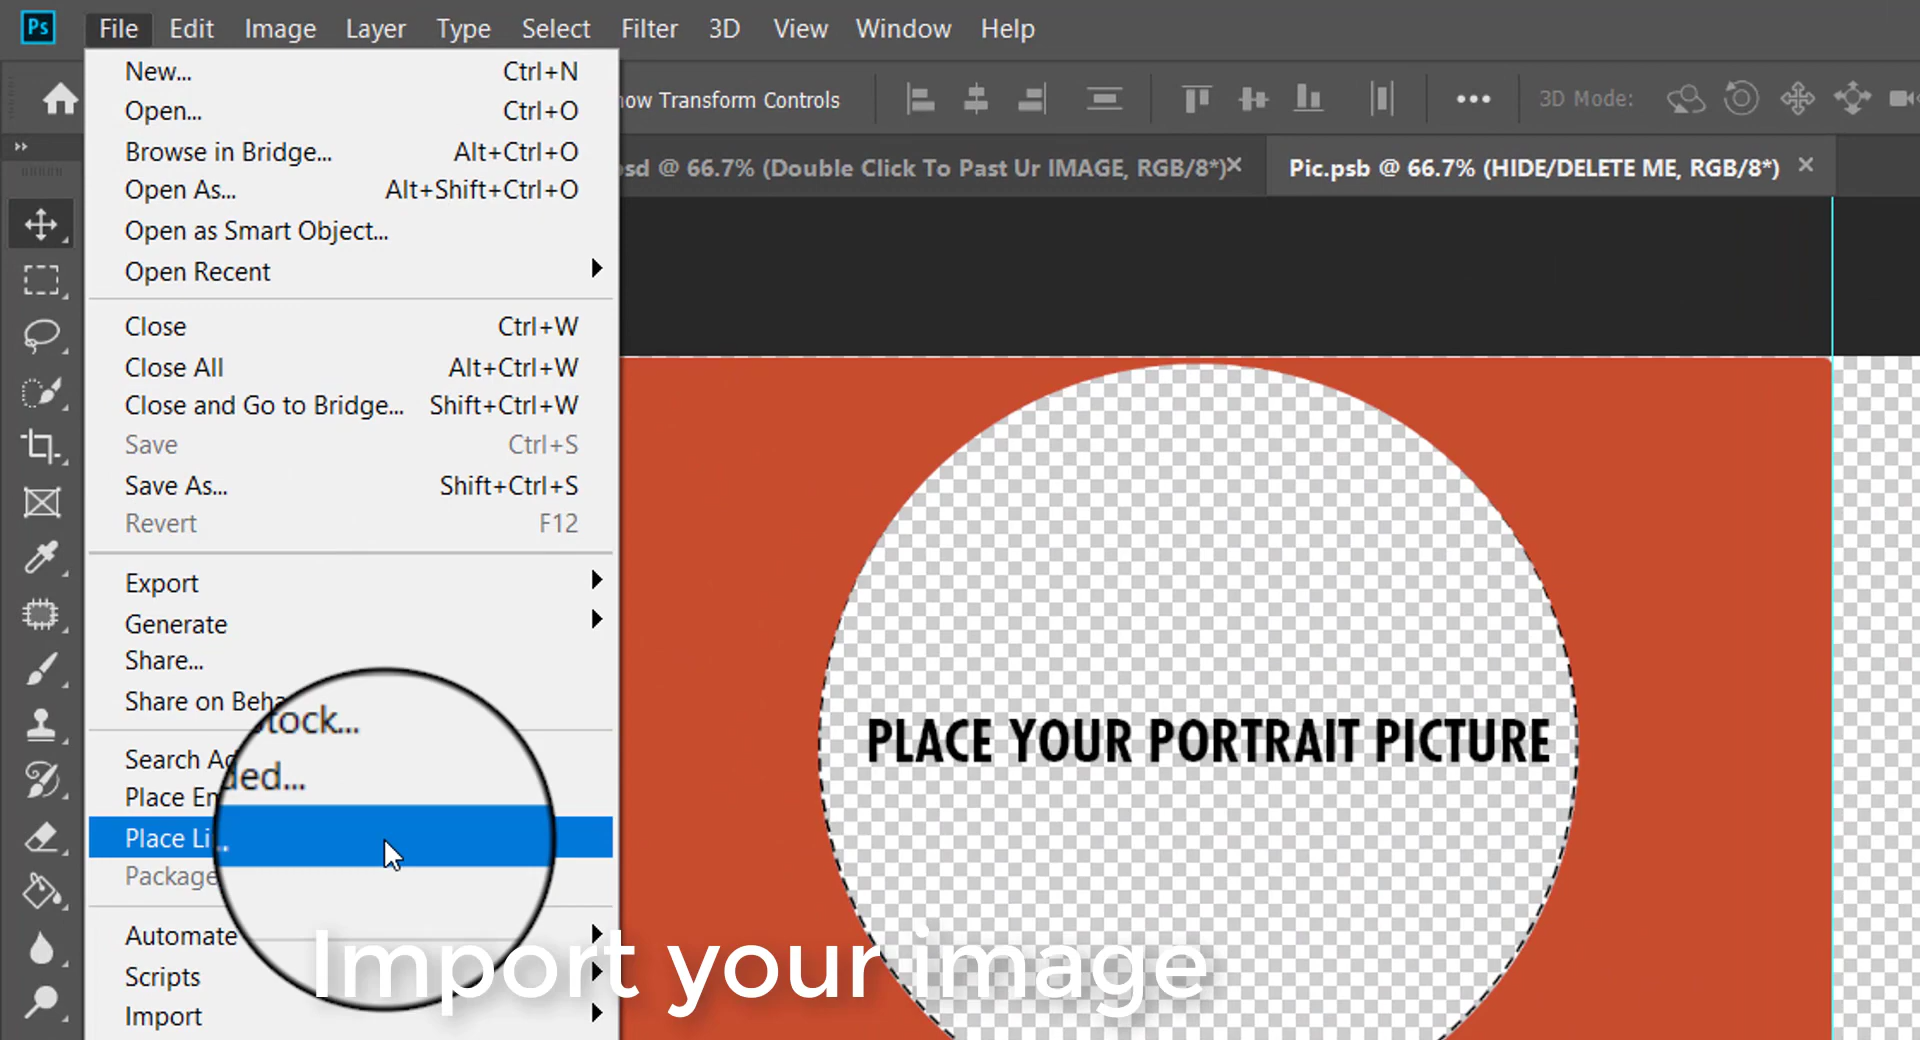 Ps File Edit Image Layer Type Select Filter 3D View Window Help
New... Ctrl+N
Open... Ctrl+O
Browse in Bridge... Alt+Ctrl+O
Open As... Alt+Shift+Ctrl+O
Open as Smart Object...
Open Recent
Close Ctrl+W
Close All Alt+Ctrl+W
Close and Go to Bridge... Shift+Ctrl+W
Save Ctrl+S
Save As... Shift+Ctrl+S
Revert F12
Export
Generate
Share...
Share on Beha
tock...
Search Ad
ded...
Place Em
Place Li...
Package
Automate
Scripts
Import
ow Transform Controls
3D Mode:
sd @ 66.7% (Double Click To Past Ur IMAGE, RGB/8*)
Pic.psb @ 66.7% (HIDE/DELETE ME, RGB/8*)
PLACE YOUR PORTRAIT PICTURE
Import your image